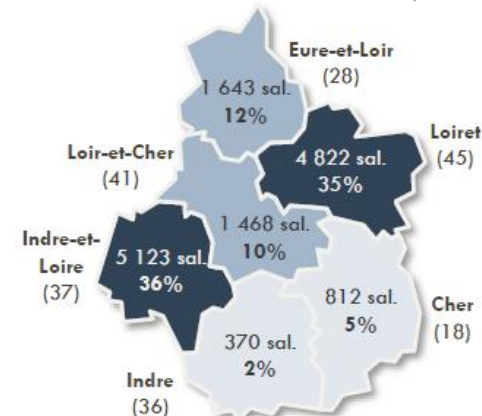 Eure-et-Loir
(28)
1 643 sal.
12%
Loiret
(45)
4 822 sal.
35%
Loir-et-Cher
(41)
1 468 sal.
10%
Indre-et-
Loire
(37)
5 123 sal.
36%
812 sal.
5%
Cher
(18)
370 sal.
2%
Indre
(36)